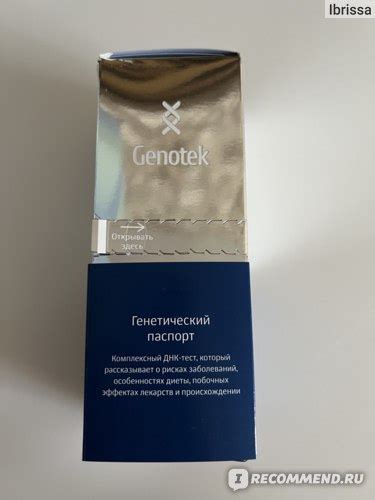 Ibrissa
Genotek
Открывать
здесь
Генетический
паспорт
Комплексный ДНК-тест, который
рассказывает о рисках заболеваний,
особенностях диеты, побочных
эффектах лекарств и происхождении
IRECOMMEND.RU